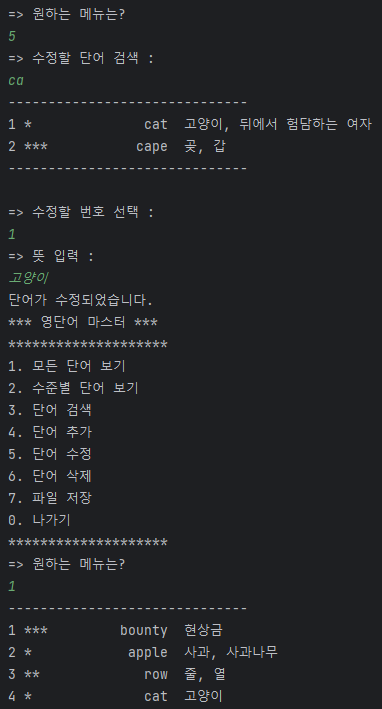 => 원하는 메뉴는?
5
=> 수정할 단어 검색 :
ca
------------------------------
1 *              cat  고양이, 뒤에서 험담하는 여자
2 ***           cape  곶, 갑
------------------------------
=> 수정할 번호 선택 :
1
=> 뜻 입력 :
고양이
단어가 수정되었습니다.
*** 영단어 마스터 ***
********************
1. 모든 단어 보기
2. 수준별 단어 보기
3. 단어 검색
4. 단어 추가
5. 단어 수정
6. 단어 삭제
7. 파일 저장
0. 나가기
********************
=> 원하는 메뉴는?
1
------------------------------
1 ***         bounty  현상금
2 *            apple  사과, 사과나무
3 **             row  줄, 열
4 *              cat  고양이